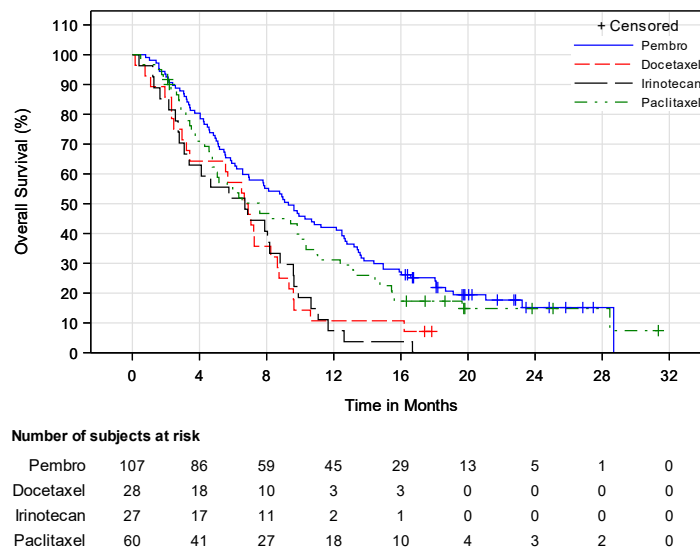 + Censored
Pembro
Docetaxel
Irinotecan
Paclitaxel
Overall Survival (%)
110
100
90
80
70
60
50
40
30
20
10
0
0 4 8 12 16 20 24 28 32
Time in Months
Number of subjects at risk
Pembro 107 86 59 45 29 13 5 1 0
Docetaxel 28 18 10 3 3 0 0 0 0
Irinotecan 27 17 11 2 1 0 0 0 0
Paclitaxel 60 41 27 18 10 4 3 2 0